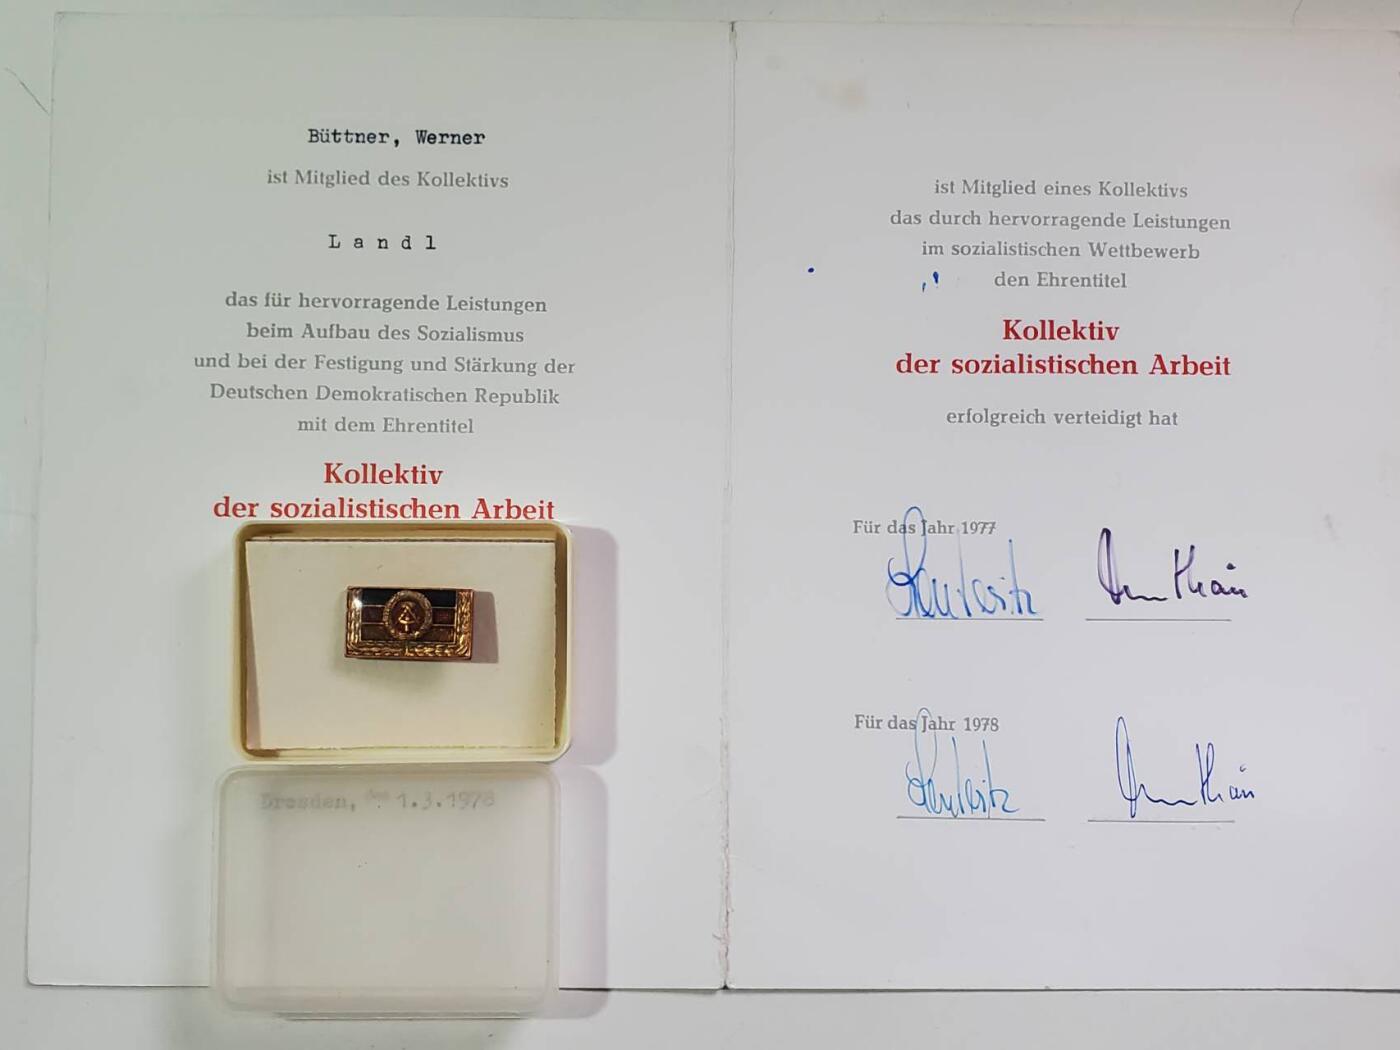 Büttner, Werner
ist Mitglied des Kollektivs
L a n d l
das für hervorragende Leistungen
beim Aufbau des Sozialismus
und bei der Festigung und Stärkung der
Deutschen Demokratischen Republik
mit dem Ehrentitel
Kollektiv
der sozialistischen Arbeit
Dresden, 1.3.1978
ist Mitglied eines Kollektivs
das durch hervorragende Leistungen
im sozialistischen Wettbewerb
den Ehrentitel
Kollektiv
der sozialistischen Arbeit
erfolgreich verteidigt hat
Für das Jahr 1977
Für das Jahr 1978